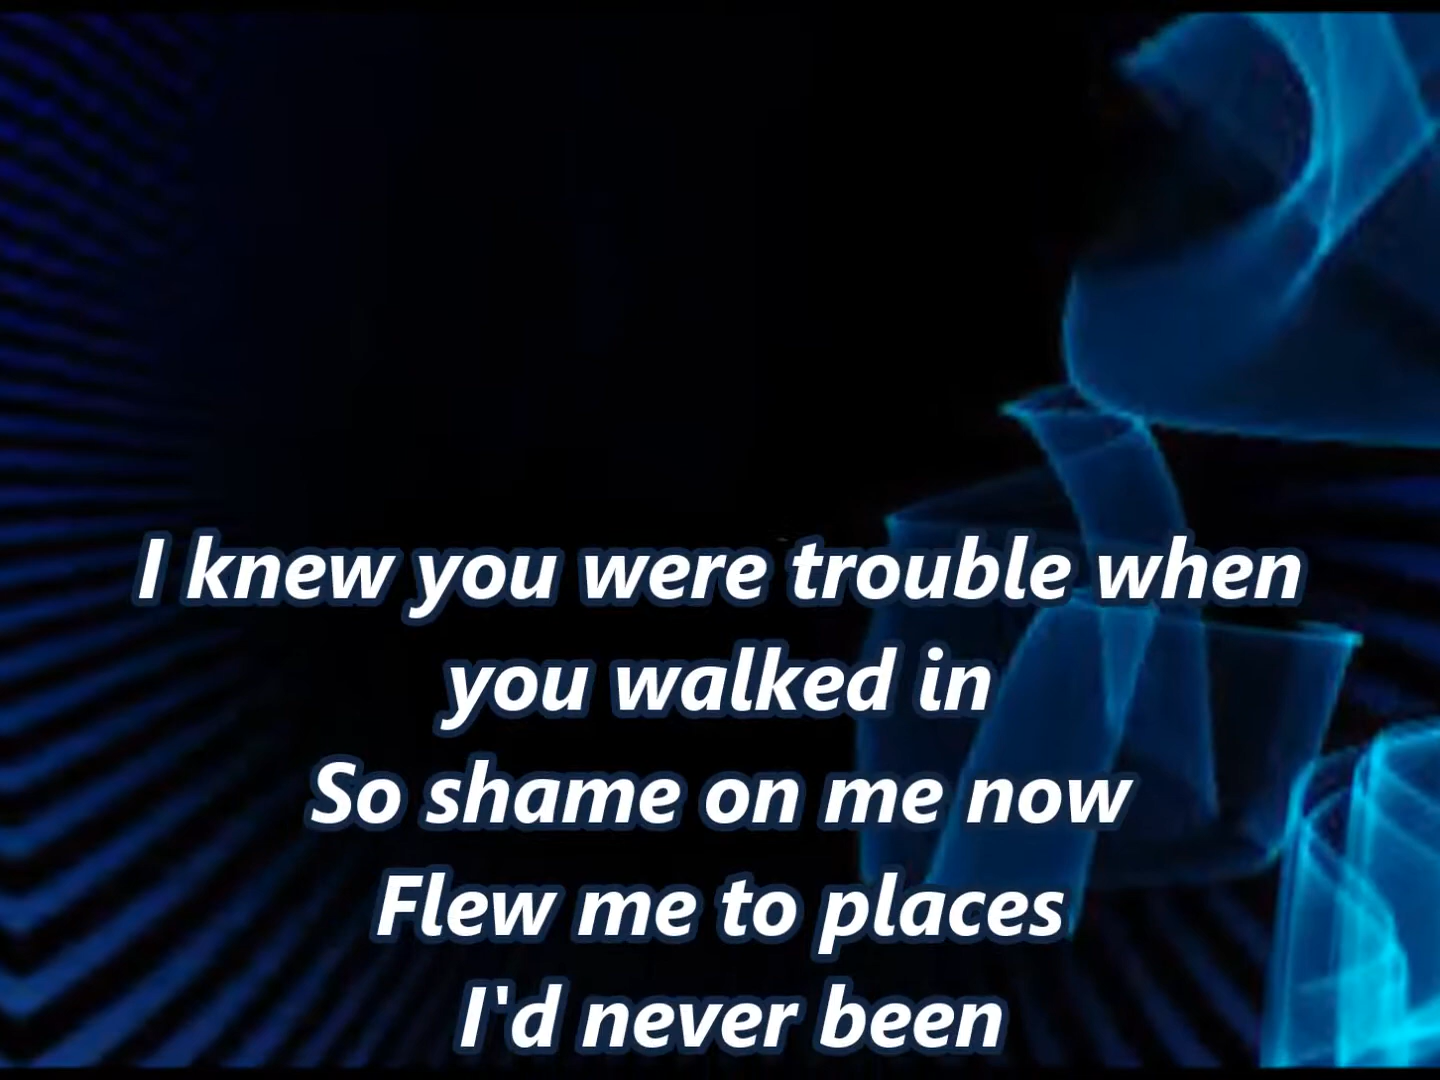 I knew you were trouble when
you walked in
So shame on me now
Flew me to places
I'd never been